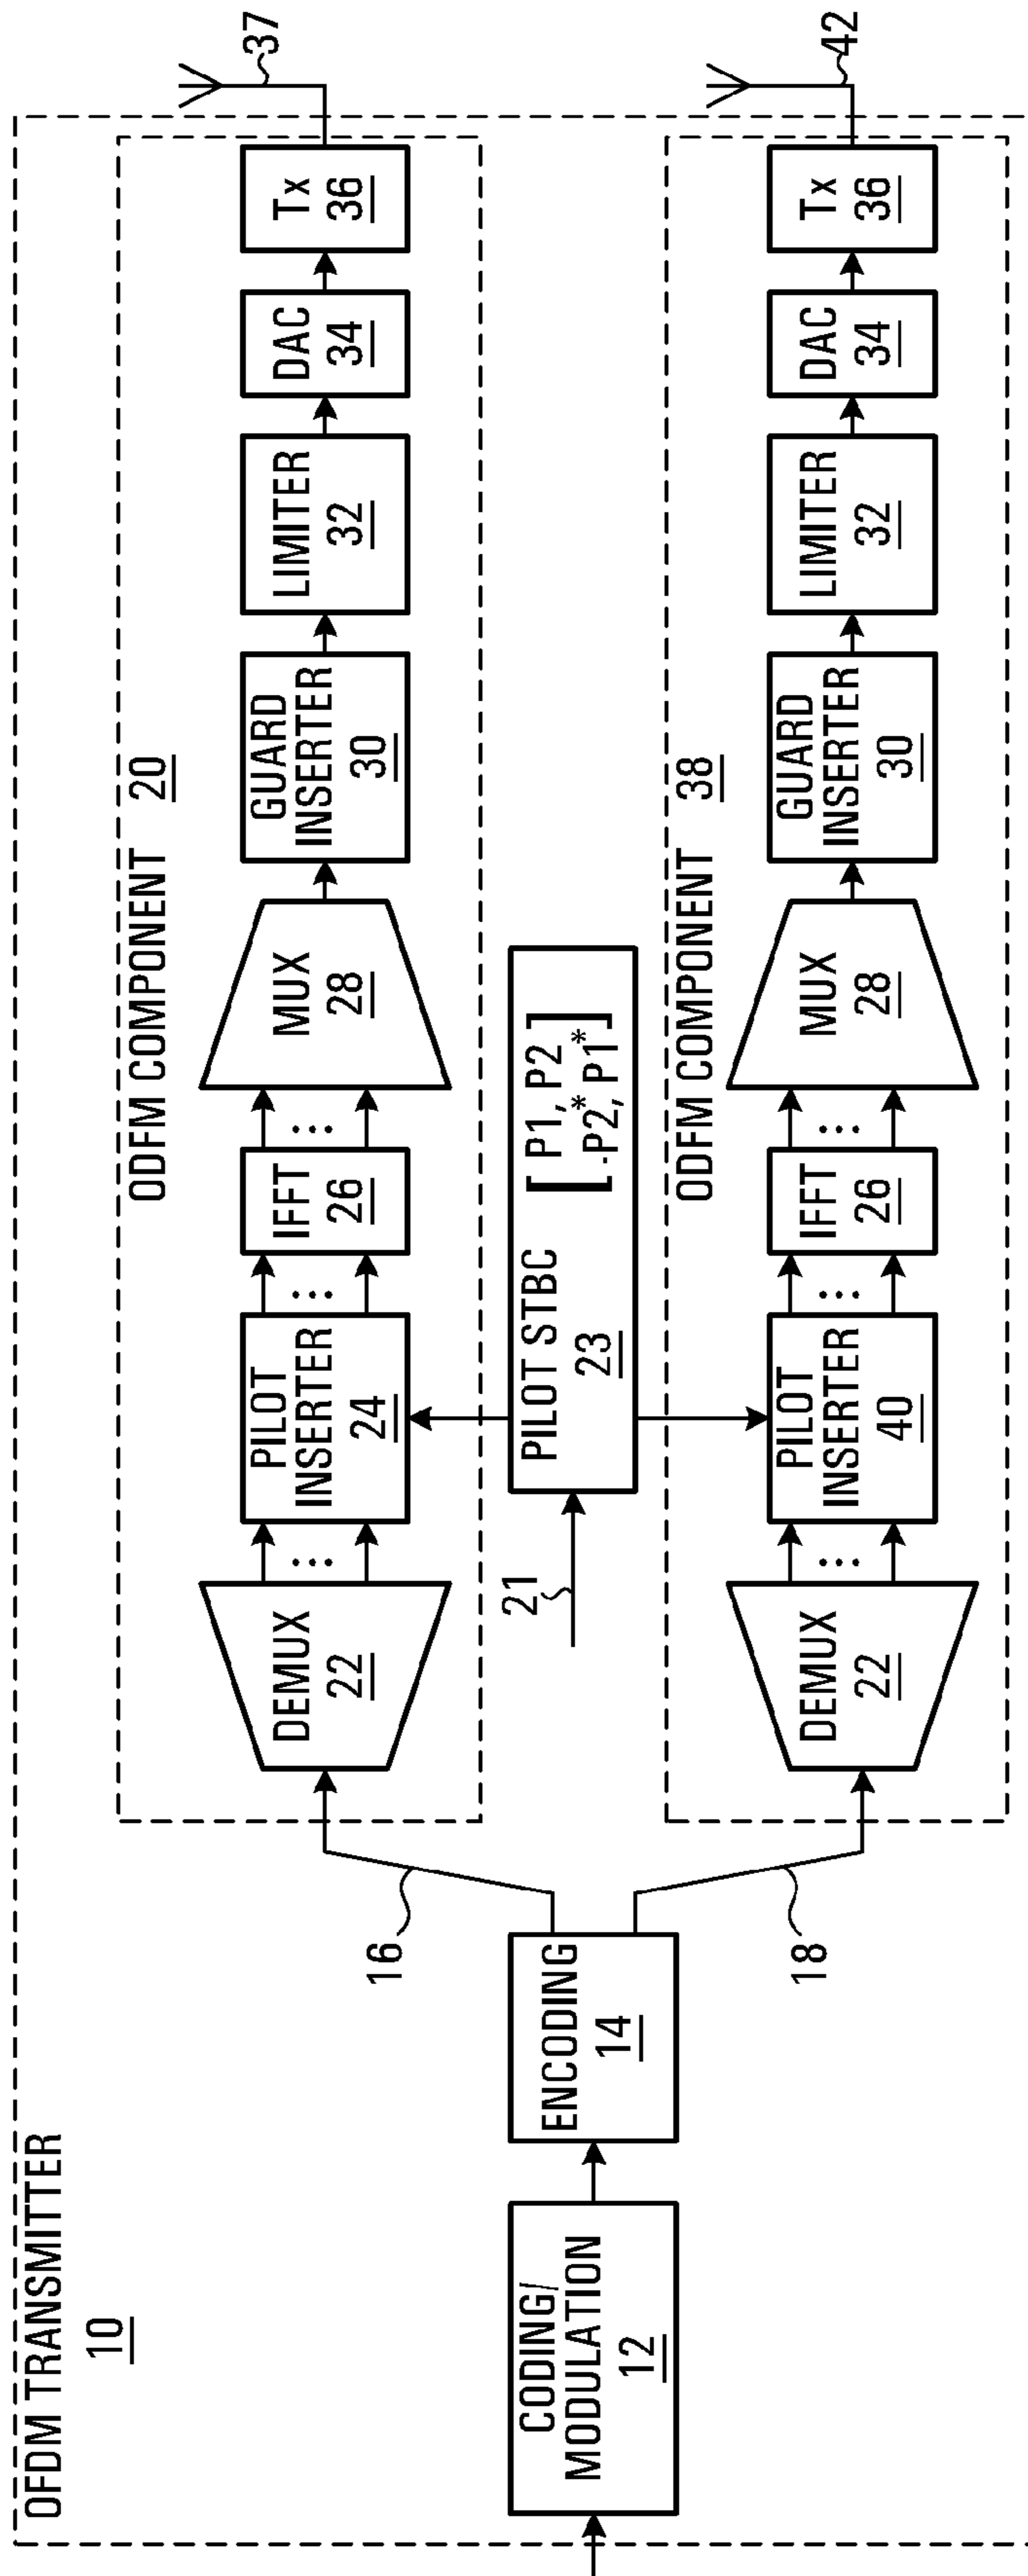 OFDM TRANSMITTER
10
CODING/
MODULATION
12
ENCODING
14
16
18
ODFM COMPONENT 20
DEMUX
22
PILOT
INSERTER
24
IFFT
26
MUX
28
GUARD
INSERTER
30
LIMITER
32
DAC
34
Tx
36
37
21
PILOT STBC
23
[ P1, P2
.P2*, P1* ]
ODFM COMPONENT 38
DEMUX
22
PILOT
INSERTER
40
IFFT
26
MUX
28
GUARD
INSERTER
30
LIMITER
32
DAC
34
Tx
36
42